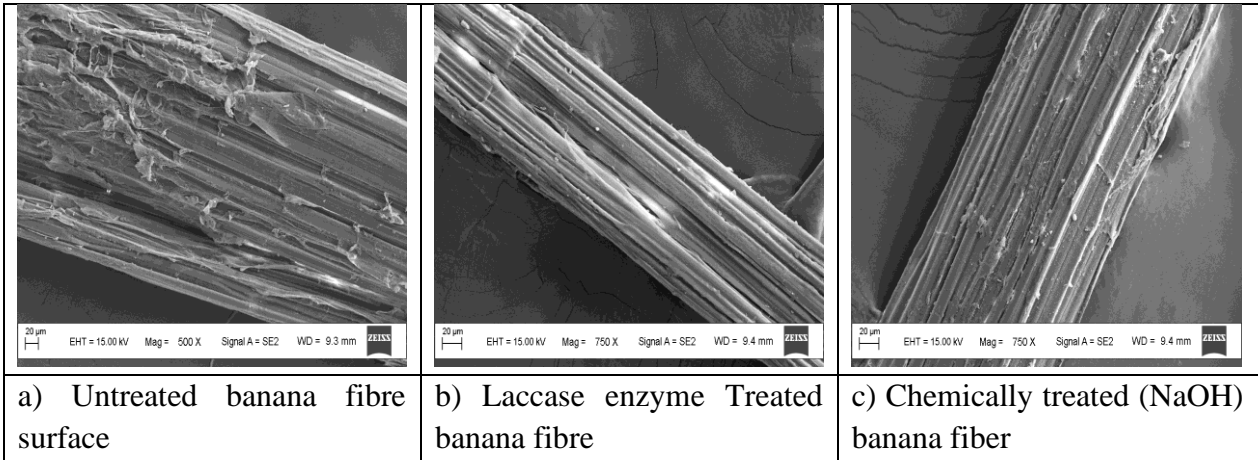 20 µm
EHT = 15.00 kV Mag = 500 X Signal A = SE2 WD = 9.3 mm
ZEISS
20 µm
EHT = 15.00 kV Mag = 750 X Signal A = SE2 WD = 9.4 mm
ZEISS
20 µm
EHT = 15.00 kV Mag = 750 X Signal A = SE2 WD = 9.4 mm
ZEISS
a) Untreated banana fibre
surface
b) Laccase enzyme Treated
banana fibre
c) Chemically treated (NaOH)
banana fiber